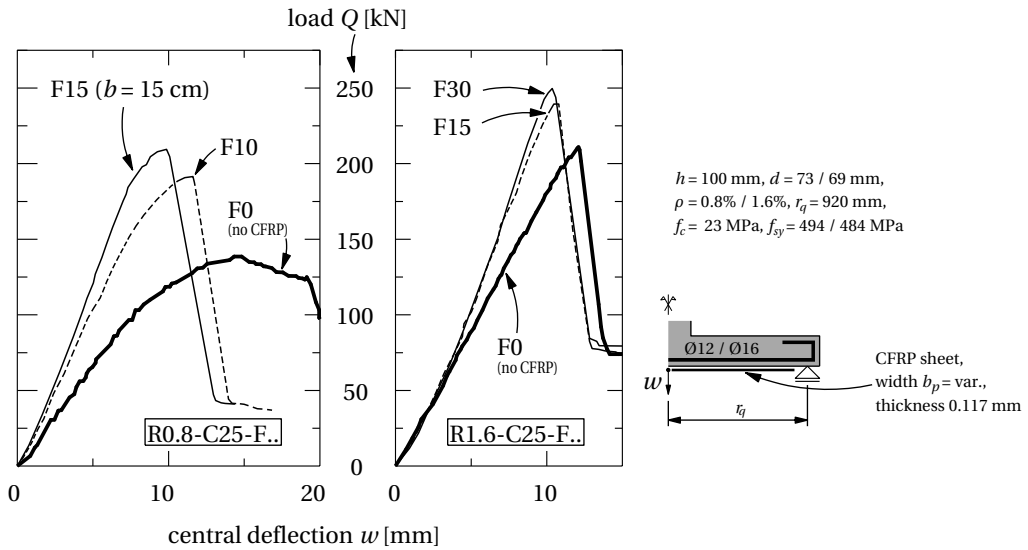 load Q [kN]
F15 (b = 15 cm)
F10
F0
(no CFRP)
R0.8-C25-F..
0
10
20
250
200
150
100
50
0
F30
F15
F0
(no CFRP)
R1.6-C25-F..
0
10
central deflection w [mm]
h = 100 mm, d = 73 / 69 mm,
ρ = 0.8% / 1.6%, r_q = 920 mm,
f_c = 23 MPa, f_sy = 494 / 484 MPa
Ø12 / Ø16
w
r_q
CFRP sheet,
width b_p = var.,
thickness 0.117 mm